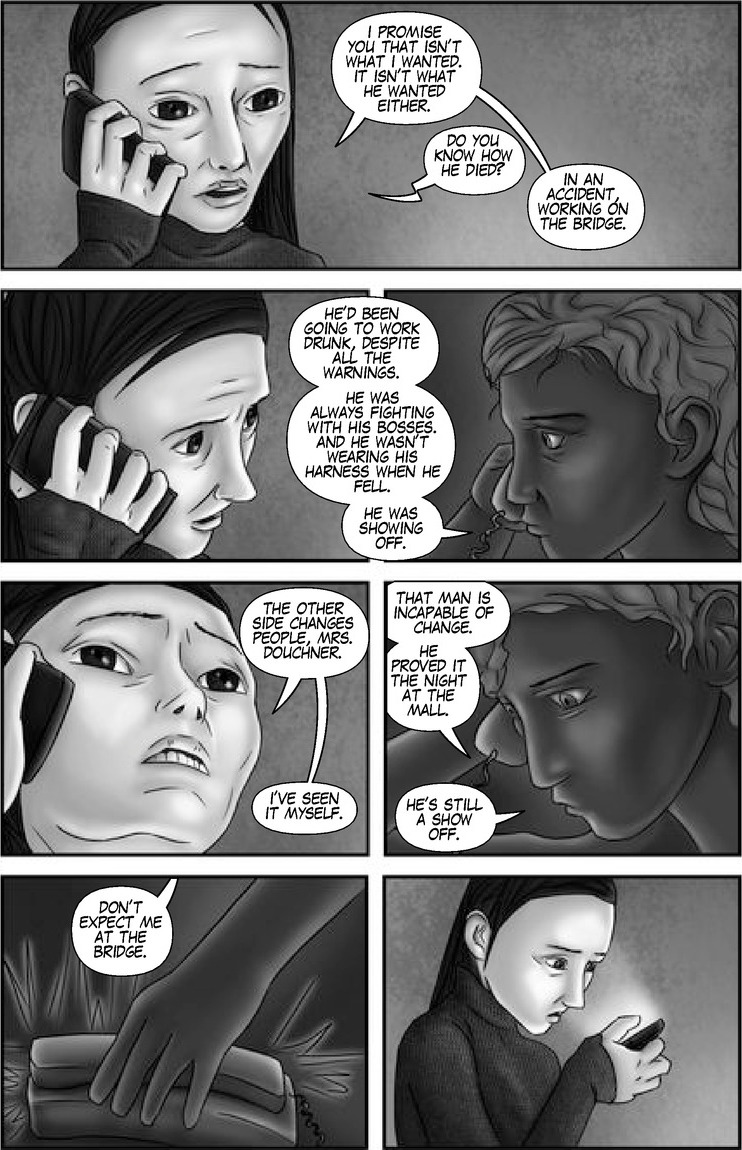 I PROMISE
YOU THAT ISN'T
WHAT I WANTED.
IT ISN'T WHAT
HE WANTED
EITHER.
DO YOU
KNOW HOW
HE DIED?
IN AN
ACCIDENT,
WORKING ON
THE BRIDGE.
HE'D BEEN
GOING TO WORK
DRUNK, DESPITE
ALL THE
WARNINGS.
HE WAS
ALWAYS FIGHTING
WITH HIS BOSSES.
AND HE WASN'T
WEARING HIS
HARNESS WHEN HE
FELL.
HE WAS
SHOWING
OFF.
THE OTHER
SIDE CHANGES
PEOPLE, MRS.
DOUCHNER.
I'VE SEEN
IT MYSELF.
THAT MAN IS
INCAPABLE OF
CHANGE.
HE
PROVED IT
THE NIGHT
AT THE
MALL.
HE'S STILL
A SHOW
OFF.
DON'T
EXPECT ME
AT THE
BRIDGE.